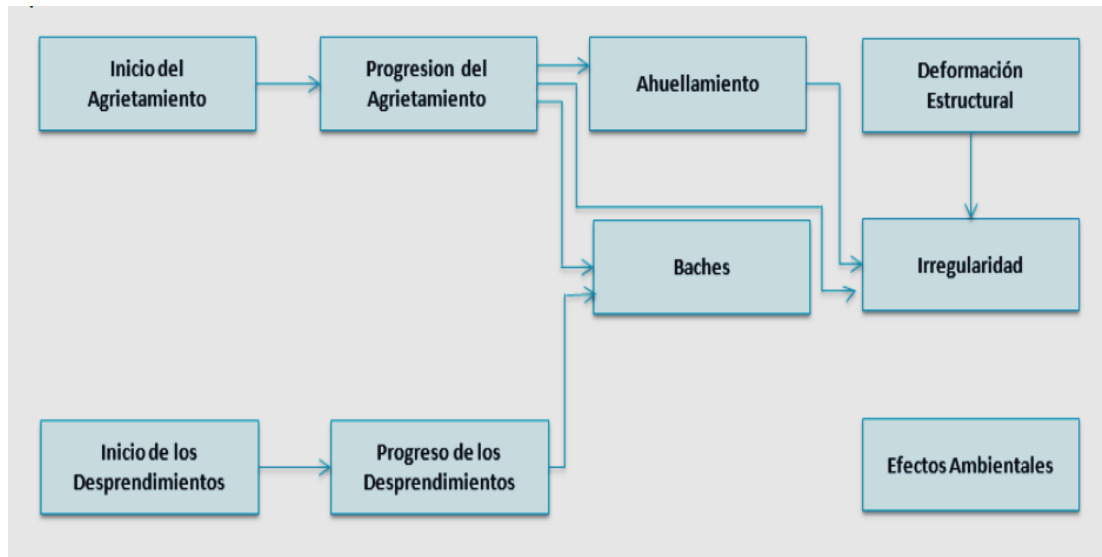 Inicio del
Agrietamiento
Progresion del
Agrietamiento
Ahuellamiento
Deformación
Estructural
Baches
Irregularidad
Inicio de los
Desprendimientos
Progreso de los
Desprendimientos
Efectos Ambientales